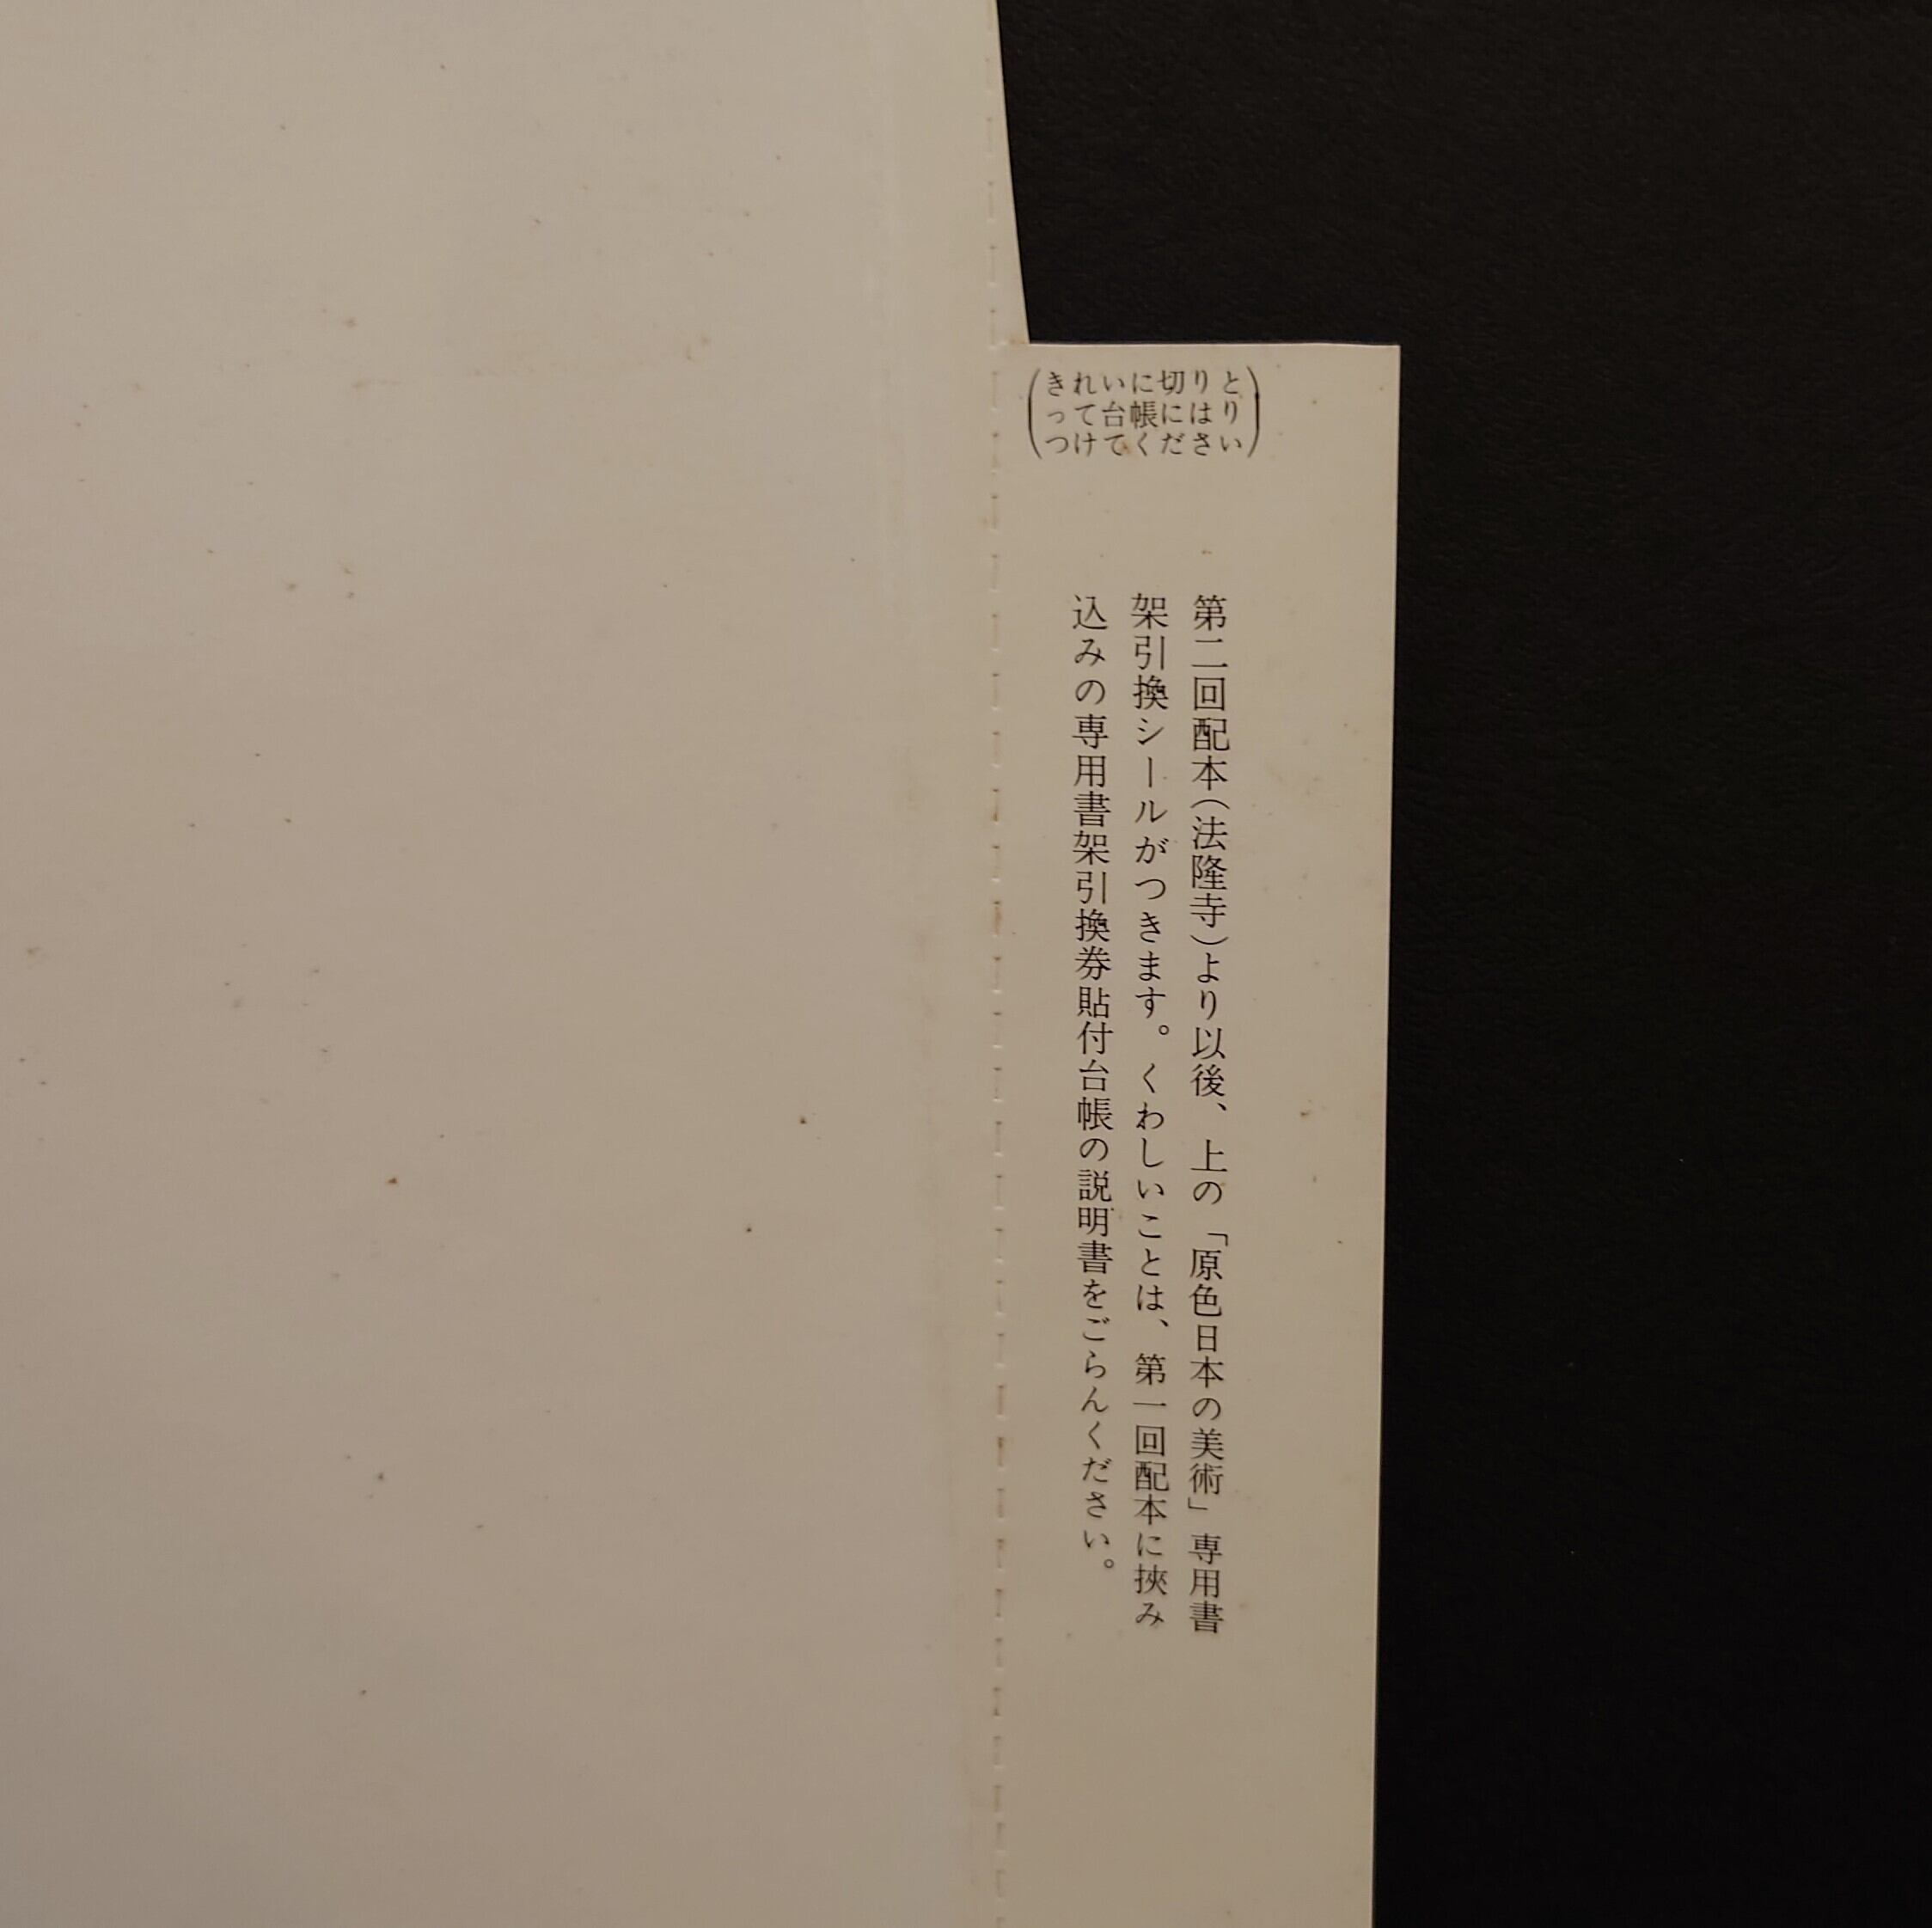 (きれいに切りと
って台帳にはり
つけてください)
第二回配本(法隆寺)より以後、上の「原色日本の美術」専用書
架引換シールがつきます。くわしいことは、第一回配本に挾み
込みの専用書架引換券貼付台帳の説明書をごらんください。